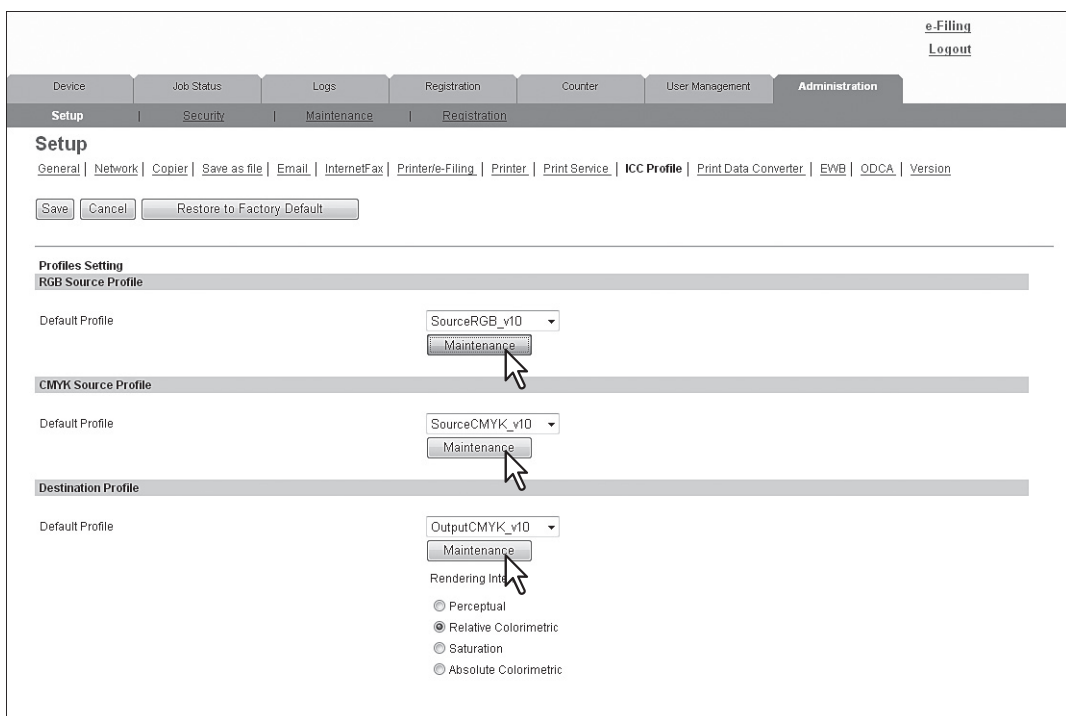 e-Filing
Logout
Device Job Status Logs Registration Counter User Management Administration
Setup | Security | Maintenance | Registration
Setup
General | Network | Copier | Save as file | Email | InternetFax | Printer/e-Filing | Printer | Print Service | ICC Profile | Print Data Converter | EWB | ODCA | Version
Save Cancel Restore to Factory Default
Profiles Setting
RGB Source Profile
Default Profile SourceRGB_v10
Maintenance
CMYK Source Profile
Default Profile SourceCMYK_v10
Maintenance
Destination Profile
Default Profile OutputCMYK_v10
Maintenance
Rendering
Perceptual
Relative Colorimetric
Saturation
Absolute Colorimetric